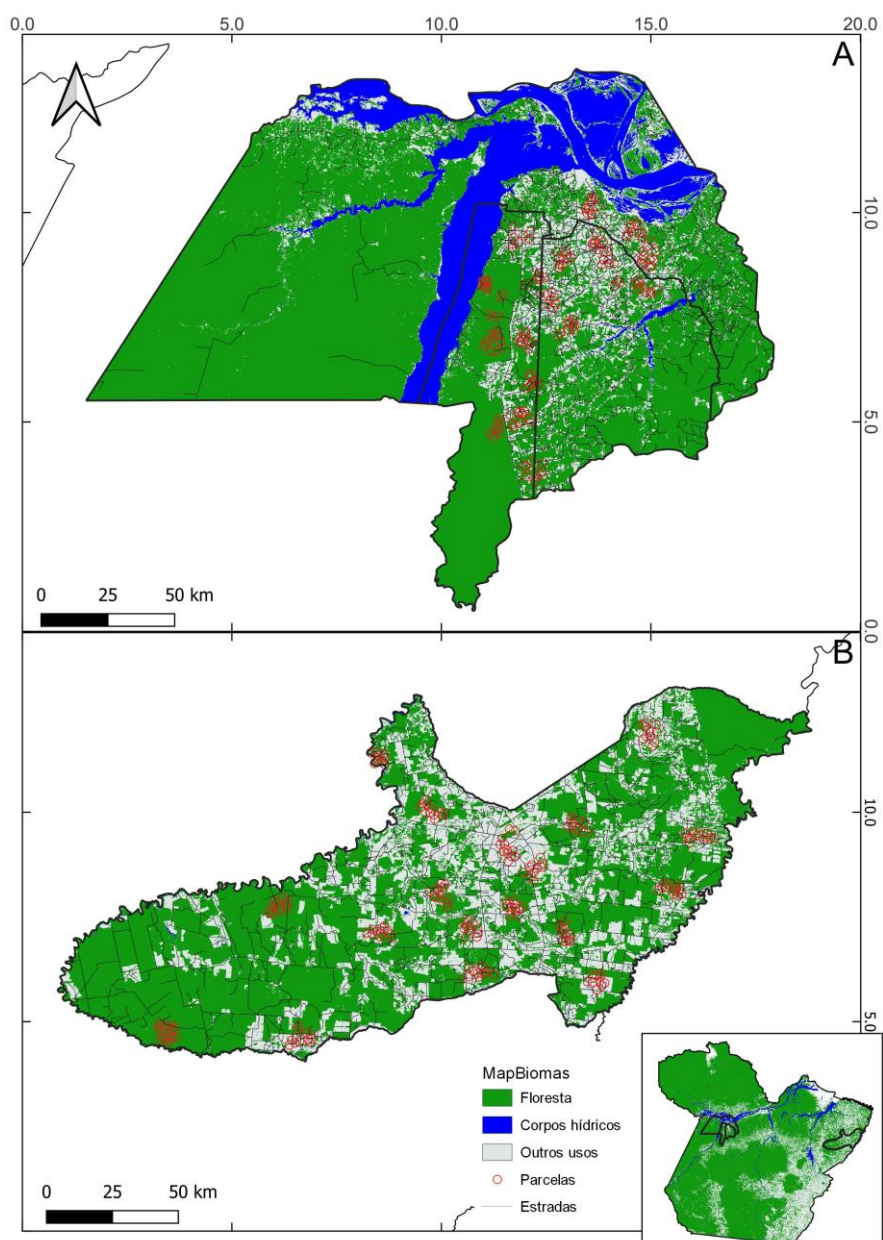 0.0 5.0 10.0 15.0 20.0
A
10.0
5.0
0 25 50 km
0.0
B
10.0
5.0
MapBiomas
Floresta
Corpos hídricos
Outros usos
Parcelas
Estradas
0 25 50 km